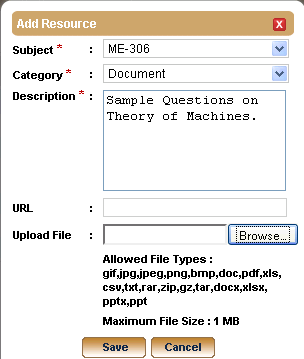 Add Resource
Subject * : ME-306
Category * : Document
Description * : Sample Questions on
Theory of Machines.
URL :
Upload File : Browse...
Allowed File Types :
gif,jpg,jpeg,png,bmp,doc,pdf,xls,
csv,txt,rar,zip,gz,tar,docx,xlsx,
pptx,ppt
Maximum File Size : 1 MB
Save Cancel